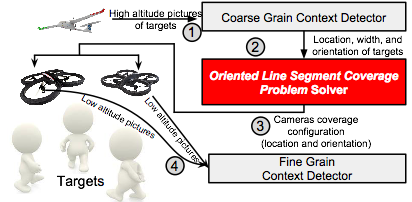 High altitude pictures
of targets
1
Coarse Grain Context Detector
2
Location, width, and
orientation of targets
Oriented Line Segment Coverage
Problem Solver
3
Cameras coverage
configuration
(location and orientation)
Low altitude pictures
Low altitude pictures
4
Fine Grain
Context Detector
Targets